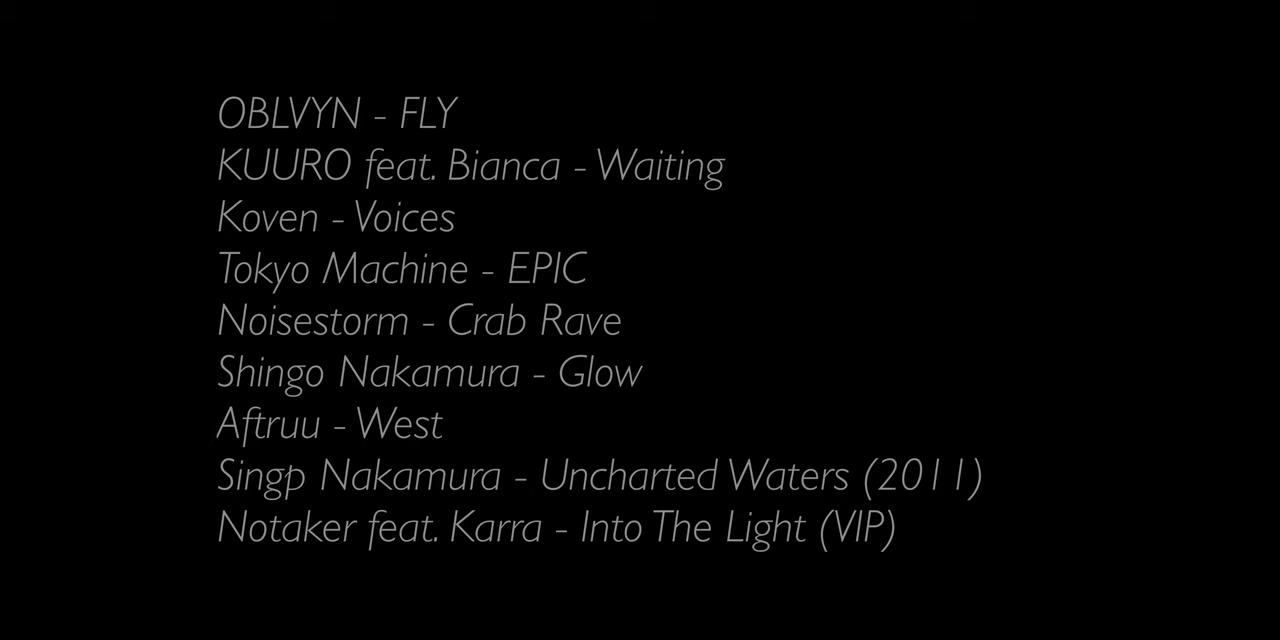 OBLVYN - FLY
KUURO feat. Bianca - Waiting
Koven - Voices
Tokyo Machine - EPIC
Noisestorm - Crab Rave
Shingo Nakamura - Glow
Aftruu - West
Singp Nakamura - Uncharted Waters (2011)
Notaker feat. Karra - Into The Light (VIP)